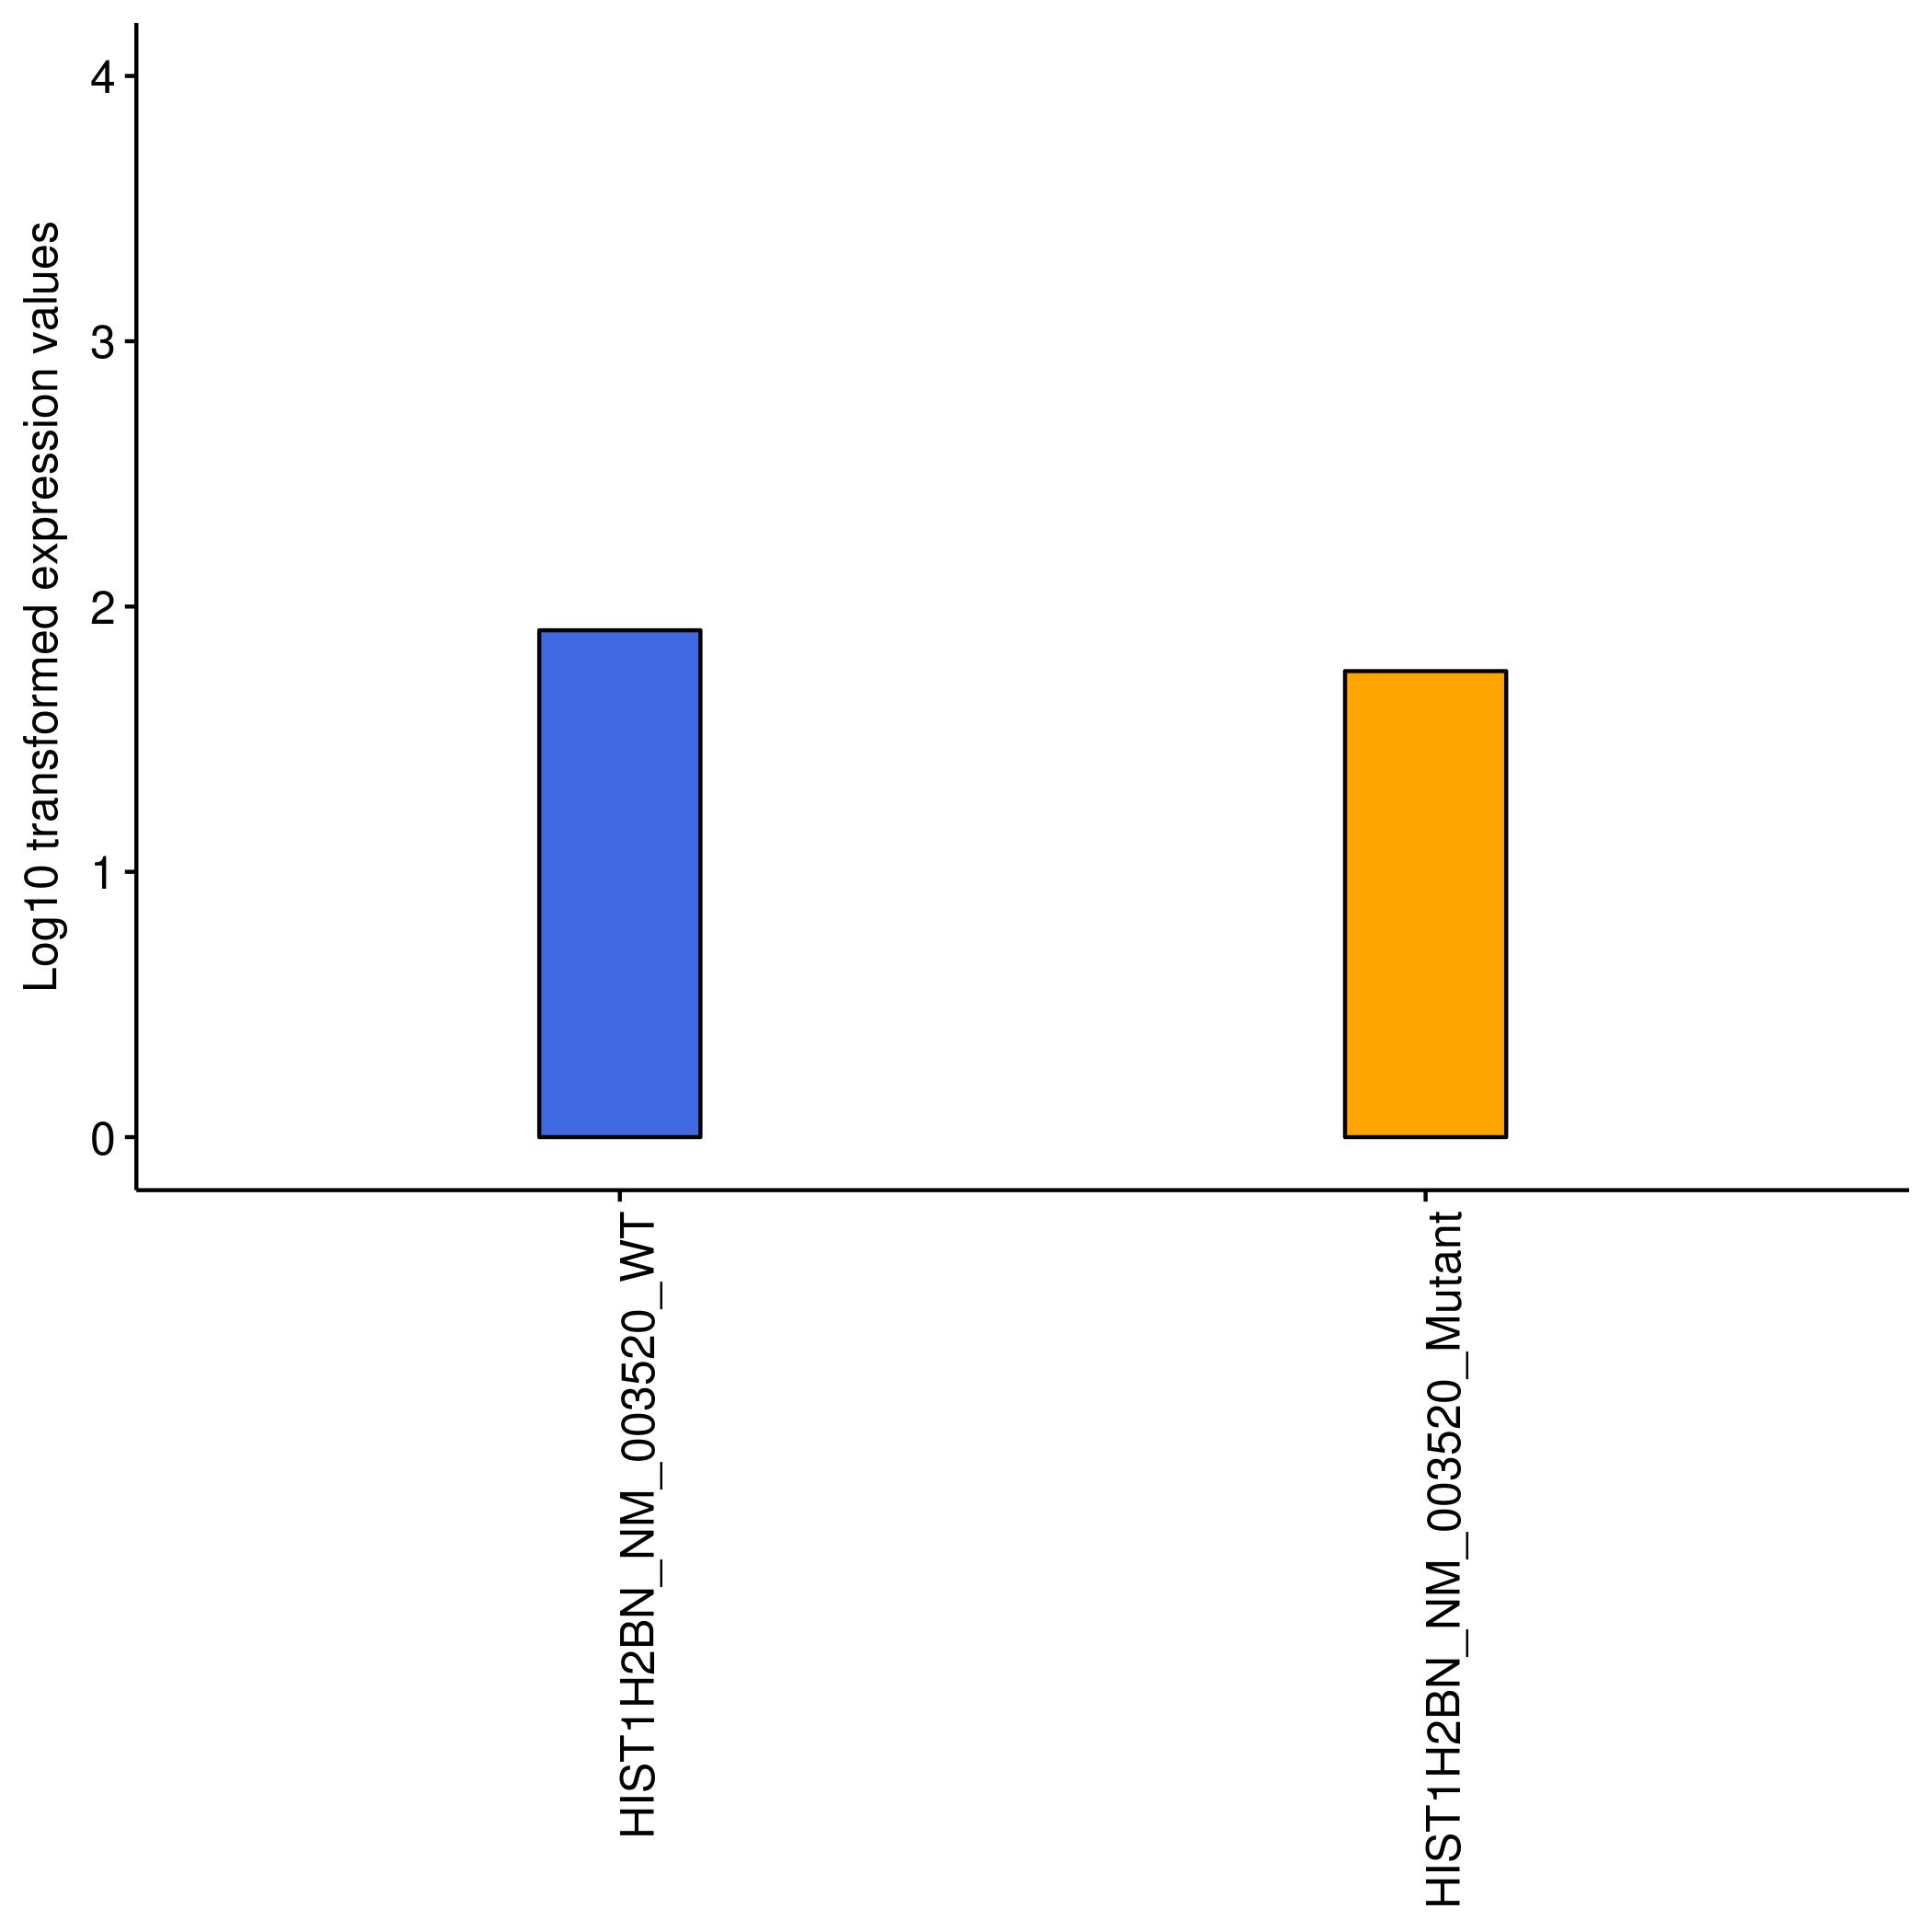 Log10 transformed expression values
4
3
2
1
0
HIST1H2BN_NM_003520_WT
HIST1H2BN_NM_003520_Mutant